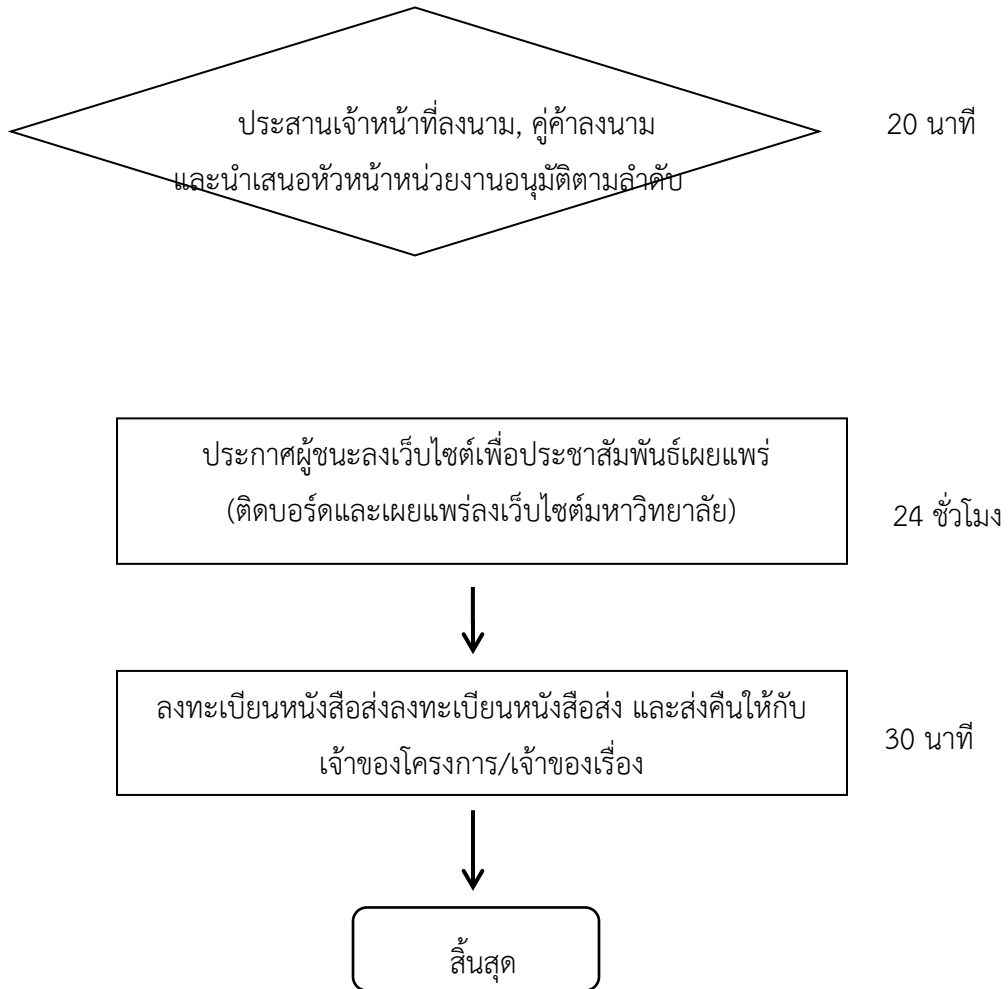 ประสานเจ้าหน้าที่ลงนาม, คู่ค้าลงนาม
และนำเสนอหัวหน้าหน่วยงานอนุมัติตามลำดับ
20 นาที
ประกาศผู้ชนะลงเว็บไซต์เพื่อประชาสัมพันธ์เผยแพร่
(ติดบอร์ดและเผยแพร่ลงเว็บไซต์มหาวิทยาลัย)
24 ชั่วโมง
ลงทะเบียนหนังสือส่งลงทะเบียนหนังสือส่ง และส่งคืนให้กับ
เจ้าของโครงการ/เจ้าของเรื่อง
30 นาที
สิ้นสุด